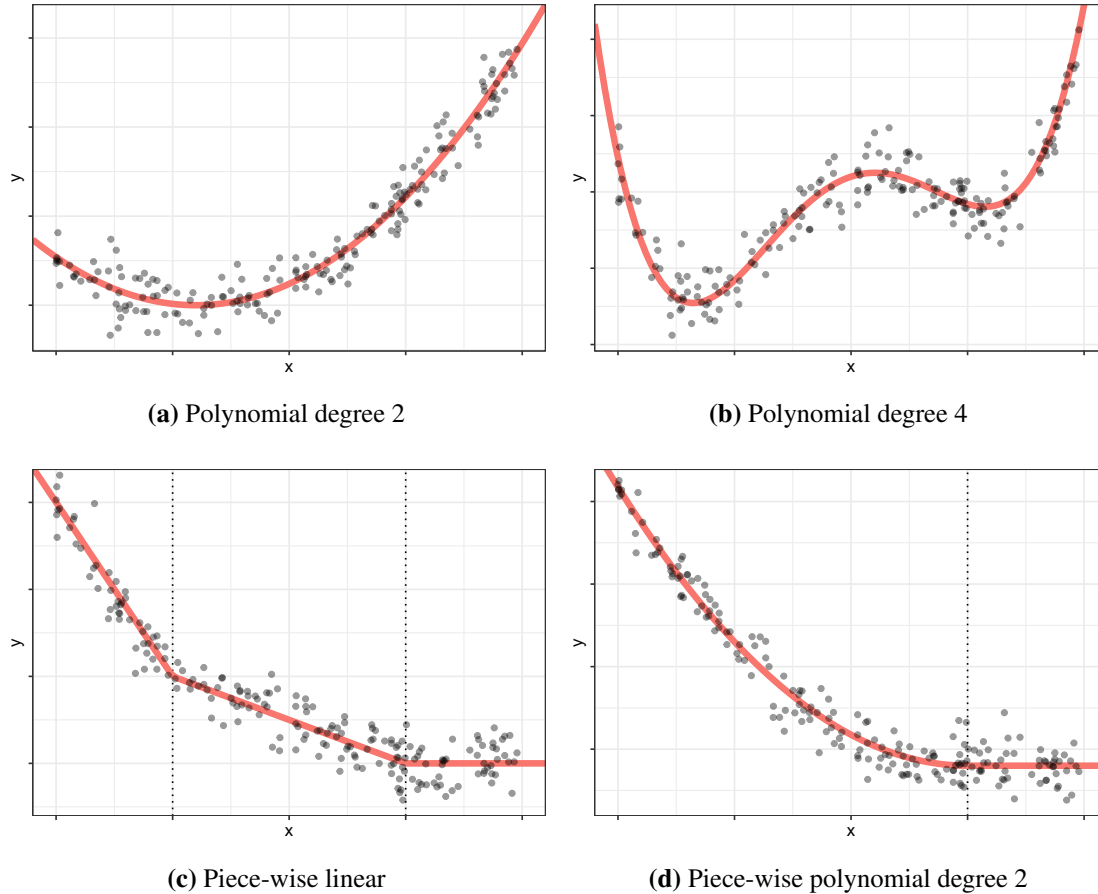 y
y
x
x
(a) Polynomial degree 2
(b) Polynomial degree 4
y
y
x
x
(c) Piece-wise linear
(d) Piece-wise polynomial degree 2